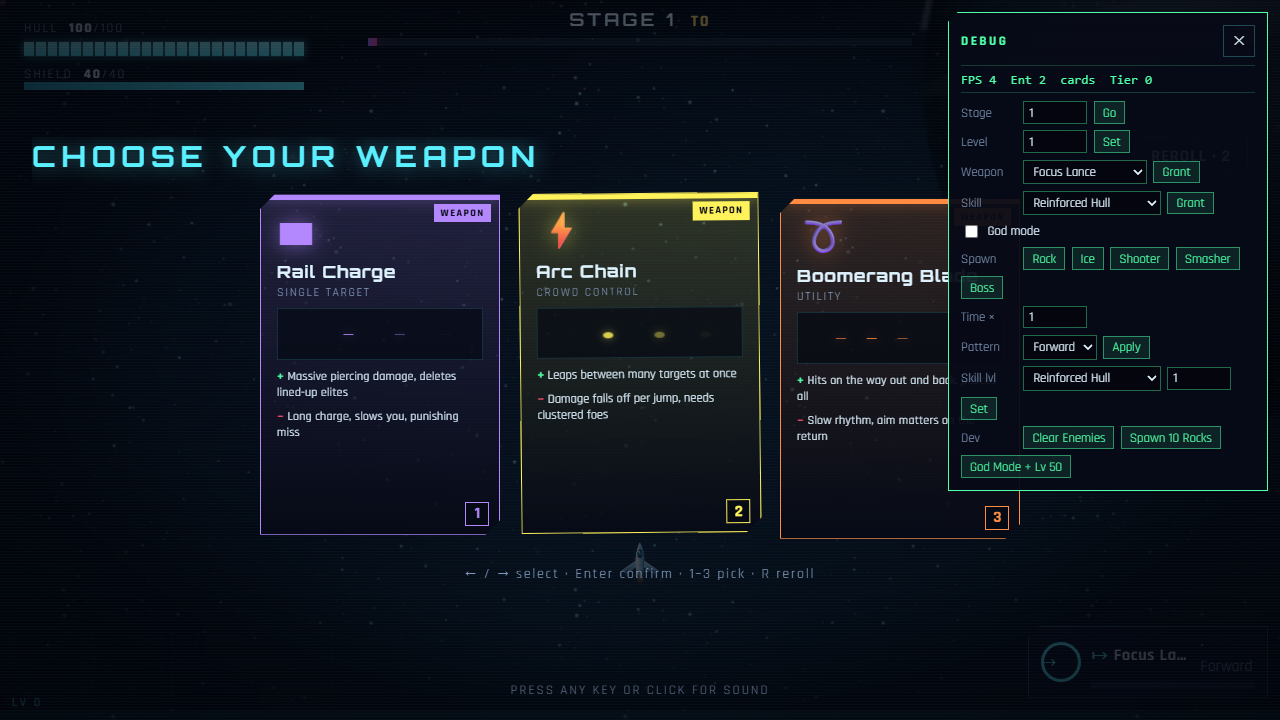 HULL 100/100
SHIELD 40/40
STAGE 1 T0
CHOOSE YOUR WEAPON
REROLL · 2
WEAPON
Rail Charge
SINGLE TARGET
+ Massive piercing damage, deletes
lined-up elites
− Long charge, slows you, punishing
miss
1
WEAPON
Arc Chain
CROWD CONTROL
+ Leaps between many targets at once
− Damage falls off per jump, needs
clustered foes
2
Boomerang Blade
UTILITY
+ Hits on the way out and
all
− Slow rhythm, aim matters
return
3
← / → select · Enter confirm · 1–3 pick · R reroll
PRESS ANY KEY OR CLICK FOR SOUND
LV 0
↦ Focus La…
Forward
DEBUG
×
FPS 4 Ent 2 cards Tier 0
Stage 1 Go
Level 1 Set
Weapon Focus Lance Grant
Skill Reinforced Hull Grant
God mode
Spawn Rock Ice Shooter Smasher
Boss
Time × 1
Pattern Forward Apply
Skill lvl Reinforced Hull 1
Set
Dev Clear Enemies Spawn 10 Rocks
God Mode + Lv 50